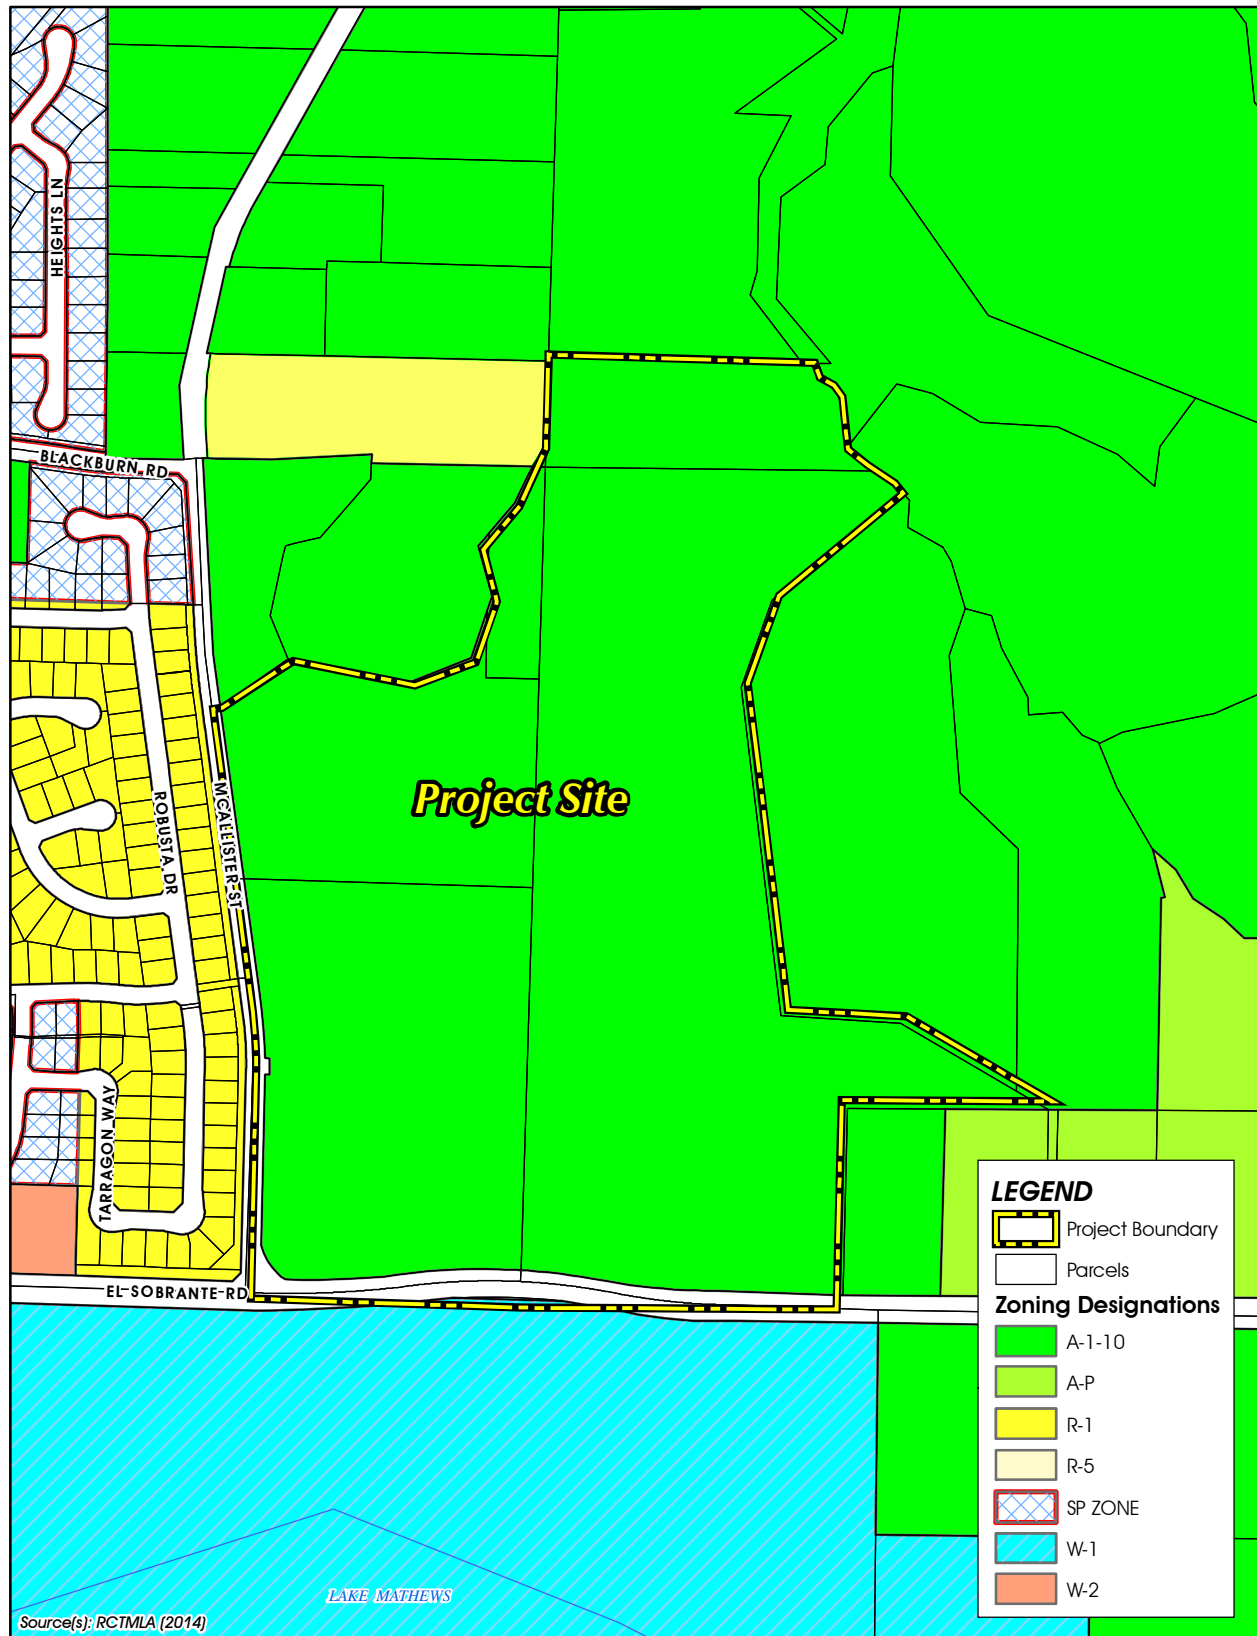 HEIGHTS LN
BLACKBURN RD
ROBUSTA DR
MCALLISTER ST
Project Site
TARRAGON WAY
EL SOBRANTE RD
LEGEND
Project Boundary
Parcels
Zoning Designations
A-1-10
A-P
R-1
R-5
SP ZONE
W-1
W-2
LAKE MATHEWS
Source(s): RCTMLA (2014)